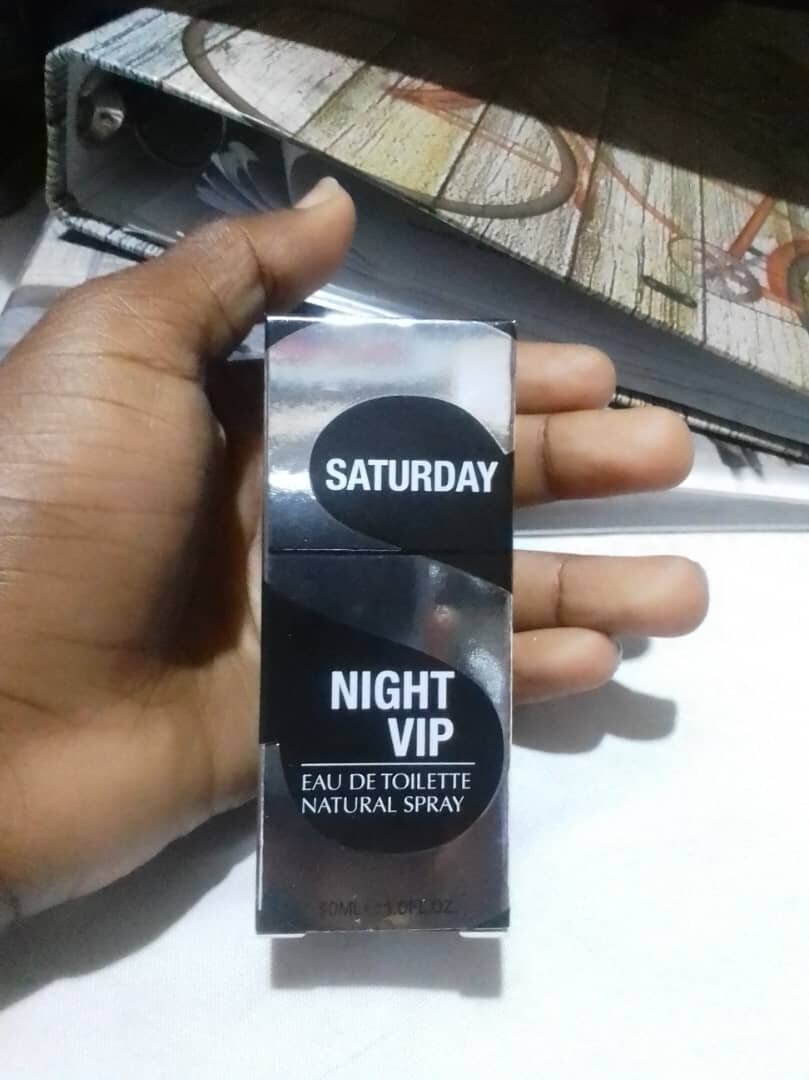 SATURDAY
NIGHT
VIP
EAU DE TOILETTE
NATURAL SPRAY